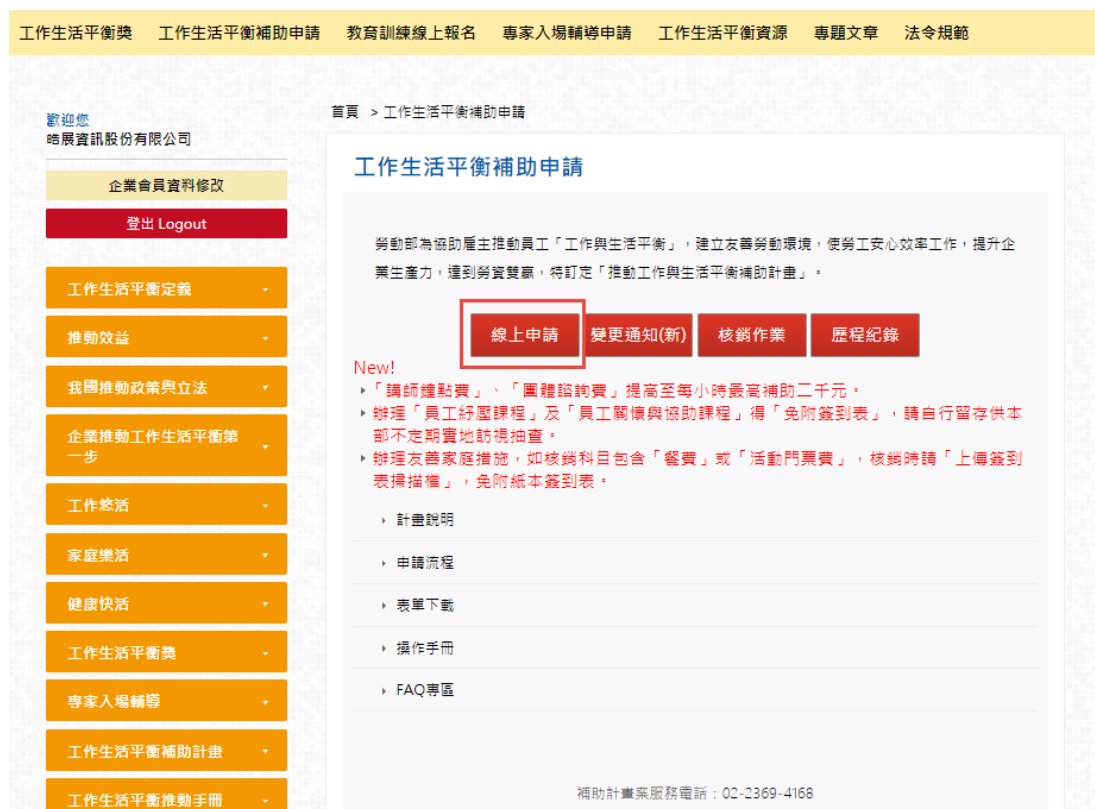 工作生活平衡獎 工作生活平衡補助申請 教育訓練線上報名 專家入場輔導申請 工作生活平衡資源 專題文章 法令規範
歡迎您
皓展資訊股份有限公司
企業會員資料修改
登出 Logout
工作生活平衡定義
推動效益
我國推動政策與立法
企業推動工作生活平衡第
一步
工作悠活
家庭樂活
健康快活
工作生活平衡獎
專家入場輔導
工作生活平衡補助計畫
工作生活平衡推動手冊
首頁 > 工作生活平衡補助申請
工作生活平衡補助申請
勞動部為協助雇主推動員工「工作與生活平衡」，建立友善勞動環境，使勞工安心效率工作，提升企
業生產力，達到勞資雙贏，特訂定「推動工作與生活平衡補助計畫」。
線上申請 變更通知(新) 核銷作業 歷程紀錄
New!
「講師鐘點費」、「團體諮詢費」提高至每小時最高補助二千元。
辦理「員工紓壓課程」及「員工關懷與協助課程」得「免附簽到表」，請自行留存供本
部不定期實地訪視抽查。
辦理友善家庭措施，如核銷科目包含「餐費」或「活動門票費」，核銷時請「上傳簽到
表掃描檔」，免附紙本簽到表。
計畫說明
申請流程
表單下載
操作手冊
FAQ專區
補助計畫案服務電話：02-2369-4168